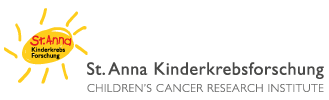 St. Anna
Kinderkrebs
Forschung
St. Anna Kinderkrebsforschung
CHILDREN'S CANCER RESEARCH INSTITUTE